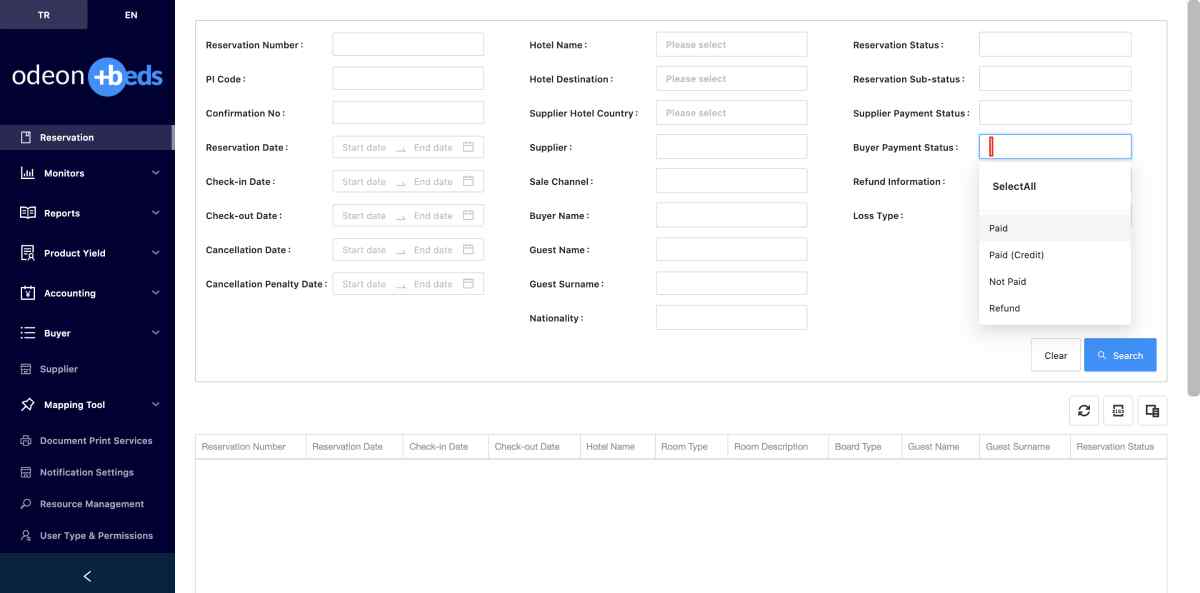 TR EN
odeon +beds
Reservation
Monitors
Reports
Product Yield
Accounting
Buyer
Supplier
Mapping Tool
Document Print Services
Notification Settings
Resource Management
User Type & Permissions
Reservation Number :
PI Code :
Confirmation No :
Reservation Date : Start date End date
Check-in Date : Start date End date
Check-out Date : Start date End date
Cancellation Date : Start date End date
Cancellation Penalty Date : Start date End date
Hotel Name : Please select
Hotel Destination : Please select
Supplier Hotel Country : Please select
Supplier :
Sale Channel :
Buyer Name :
Guest Name :
Guest Surname :
Nationality :
Reservation Status :
Reservation Sub-status :
Supplier Payment Status :
Buyer Payment Status :
Refund Information :
Loss Type :
SelectAll
Paid
Paid (Credit)
Not Paid
Refund
Clear Search
Reservation Number Reservation Date Check-in Date Check-out Date Hotel Name Room Type Room Description Board Type Guest Name Guest Surname Reservation Status